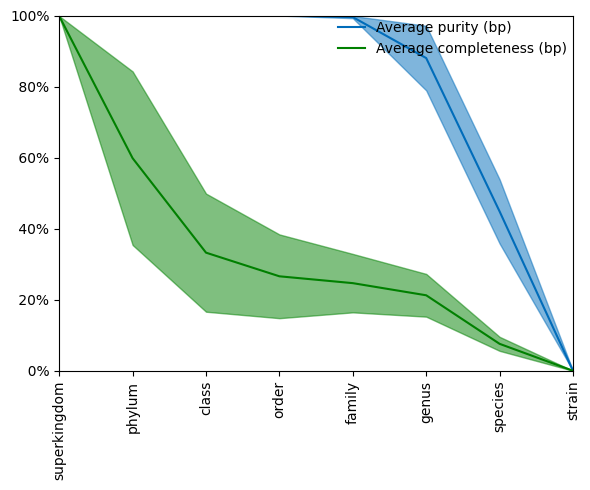 100%
80%
60%
40%
20%
0%
Average purity (bp)
Average completeness (bp)
superkingdom
phylum
class
order
family
genus
species
strain